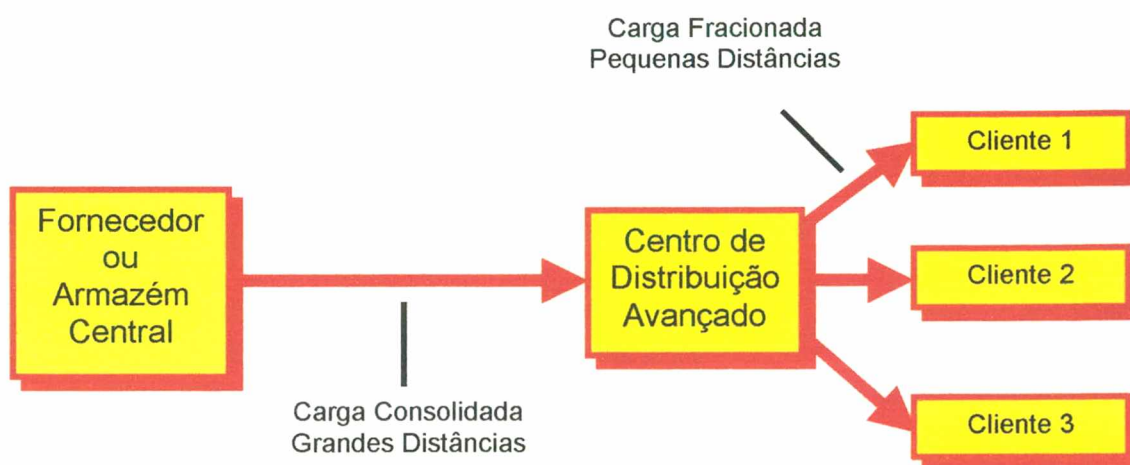 Carga Fracionada
Pequenas Distâncias
Fornecedor
ou
Armazém
Central
Carga Consolidada
Grandes Distâncias
Centro de
Distribuição
Avançado
Cliente 1
Cliente 2
Cliente 3